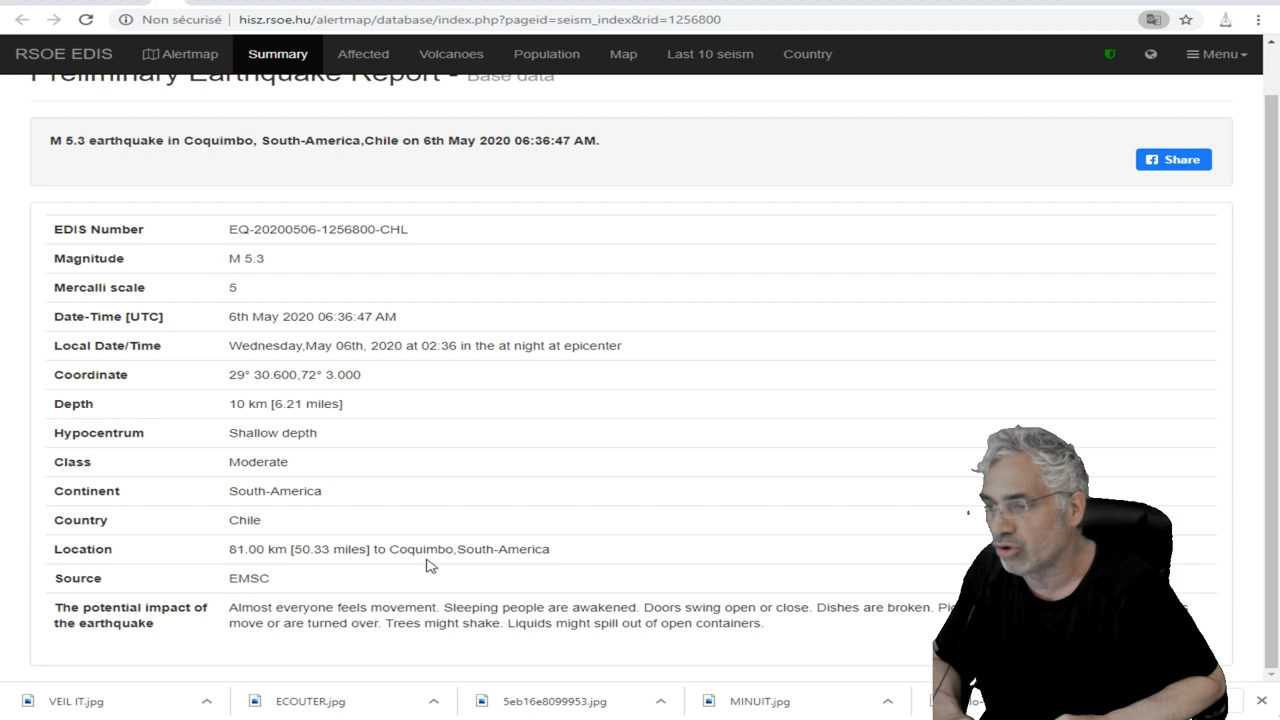 Non sécurisé hisz.rsoe.hu/alertmap/database/index.php?pageid=seism_index&rid=1256800
RSOE EDIS Alertmap Summary Affected Volcanoes Population Map Last 10 seism Country Menu
Preliminary Earthquake Report - Base data
M 5.3 earthquake in Coquimbo, South-America,Chile on 6th May 2020 06:36:47 AM.
Share
EDIS Number EQ-20200506-1256800-CHL
Magnitude M 5.3
Mercalli scale 5
Date-Time [UTC] 6th May 2020 06:36:47 AM
Local Date/Time Wednesday,May 06th, 2020 at 02:36 in the at night at epicenter
Coordinate 29° 30.600,72° 3.000
Depth 10 km [6.21 miles]
Hypocentrum Shallow depth
Class Moderate
Continent South-America
Country Chile
Location 81.00 km [50.33 miles] to Coquimbo,South-America
Source EMSC
The potential impact of Almost everyone feels movement. Sleeping people are awakened. Doors swing open or close. Dishes are broken.
the earthquake move or are turned over. Trees might shake. Liquids might spill out of open containers.
VEIL IT.jpg ECOUTER.jpg 5eb16e8099953.jpg MINUIT.jpg